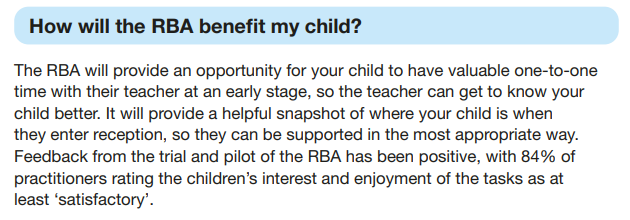 How will the RBA benefit my child?
The RBA will provide an opportunity for your child to have valuable one-to-one
time with their teacher at an early stage, so the teacher can get to know your
child better. It will provide a helpful snapshot of where your child is when
they enter reception, so they can be supported in the most appropriate way.
Feedback from the trial and pilot of the RBA has been positive, with 84% of
practitioners rating the children’s interest and enjoyment of the tasks as at
least ‘satisfactory’.